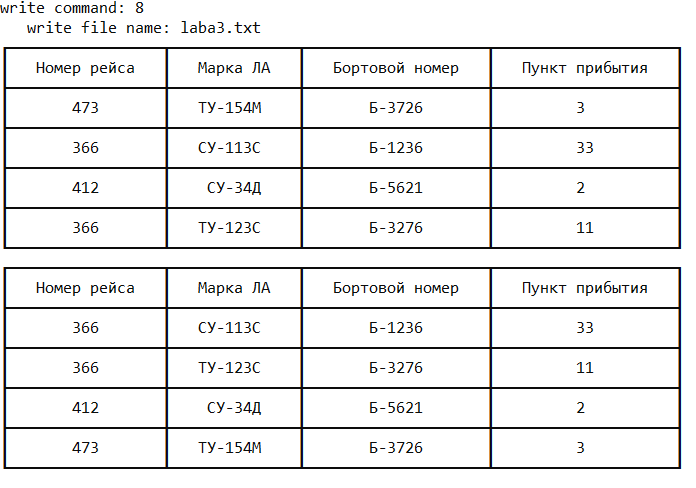 write command: 8
write file name: laba3.txt
Номер рейса Марка ЛА Бортовой номер Пункт прибытия
473 ТУ-154М Б-3726 3
366 СУ-113С Б-1236 33
412 СУ-34Д Б-5621 2
366 ТУ-123С Б-3276 11
Номер рейса Марка ЛА Бортовой номер Пункт прибытия
366 СУ-113С Б-1236 33
366 ТУ-123С Б-3276 11
412 СУ-34Д Б-5621 2
473 ТУ-154М Б-3726 3